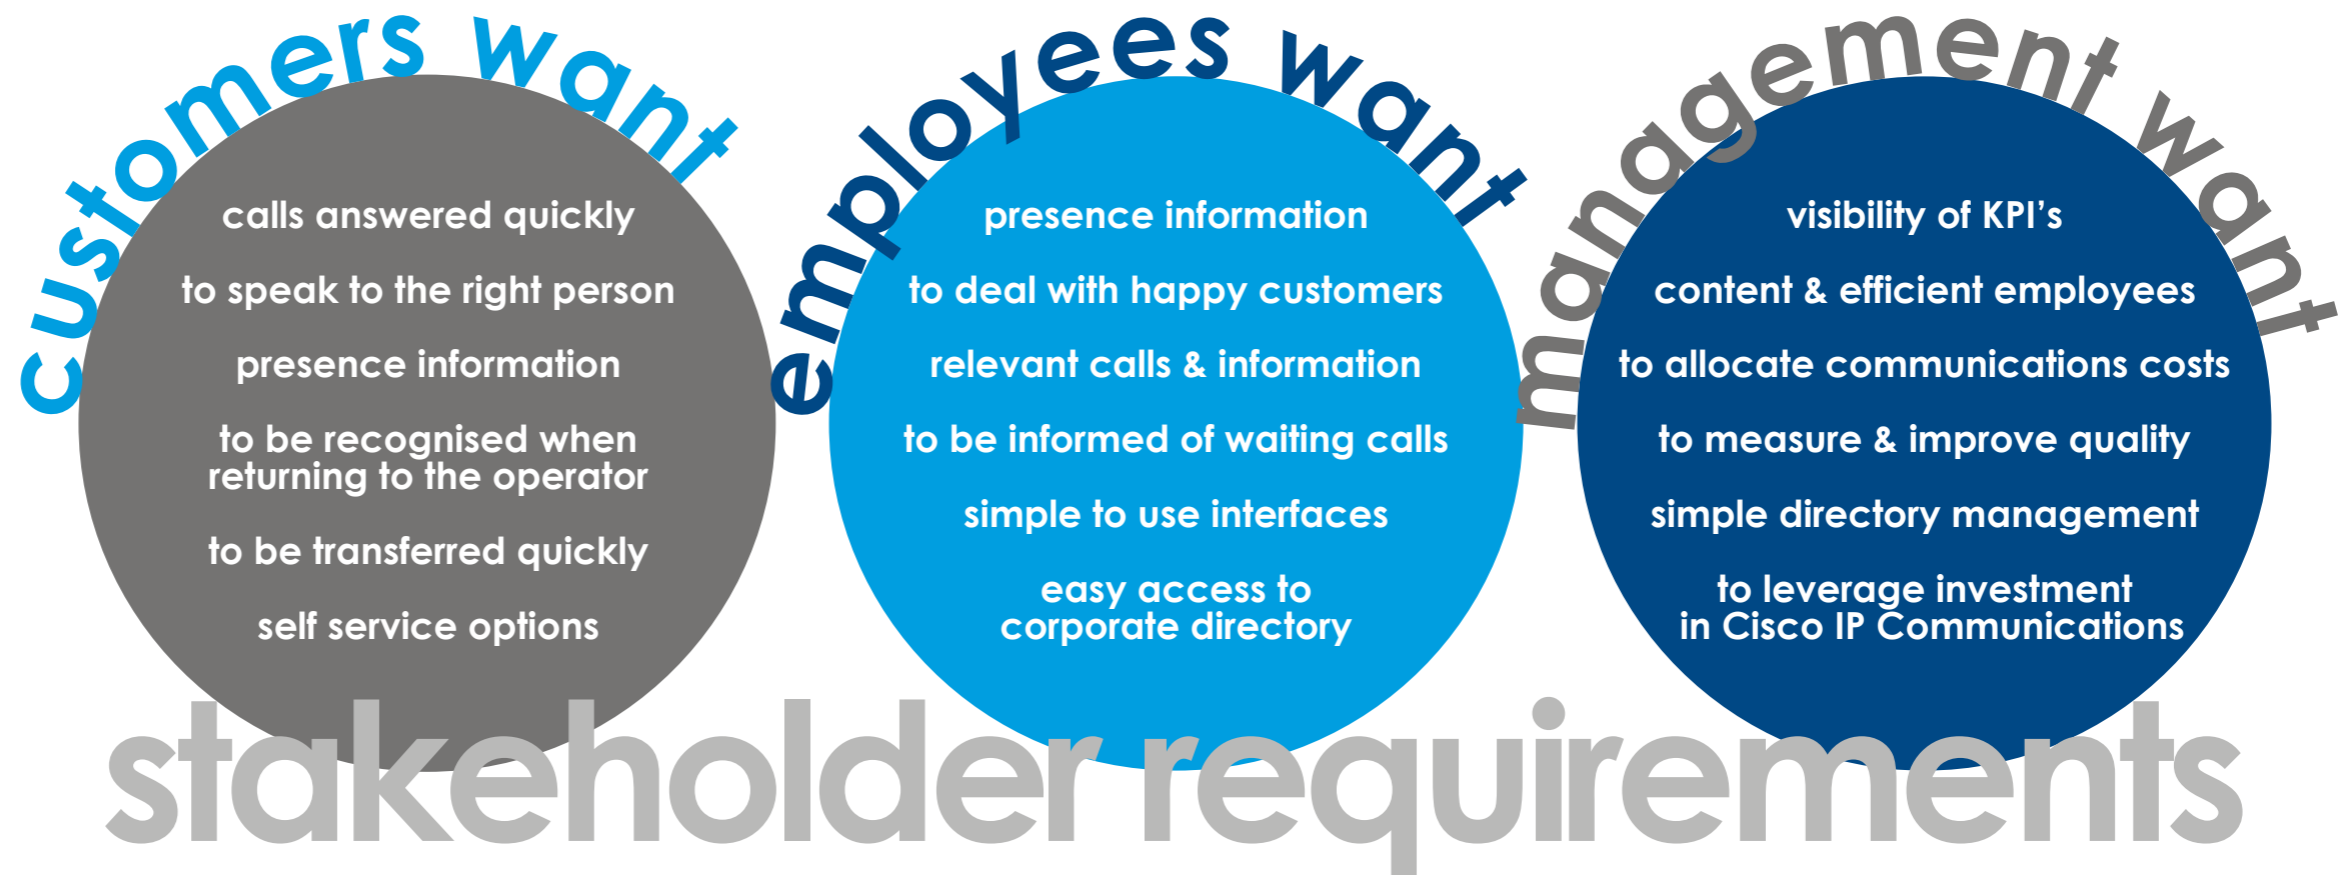 customers want
calls answered quickly
to speak to the right person
presence information
to be recognised when
returning to the operator
to be transferred quickly
self service options
employees want
presence information
to deal with happy customers
relevant calls & information
to be informed of waiting calls
simple to use interfaces
easy access to
corporate directory
management want
visibility of KPI’s
content & efficient employees
to allocate communications costs
to measure & improve quality
simple directory management
to leverage investment
in Cisco IP Communications
stakeholder requirements